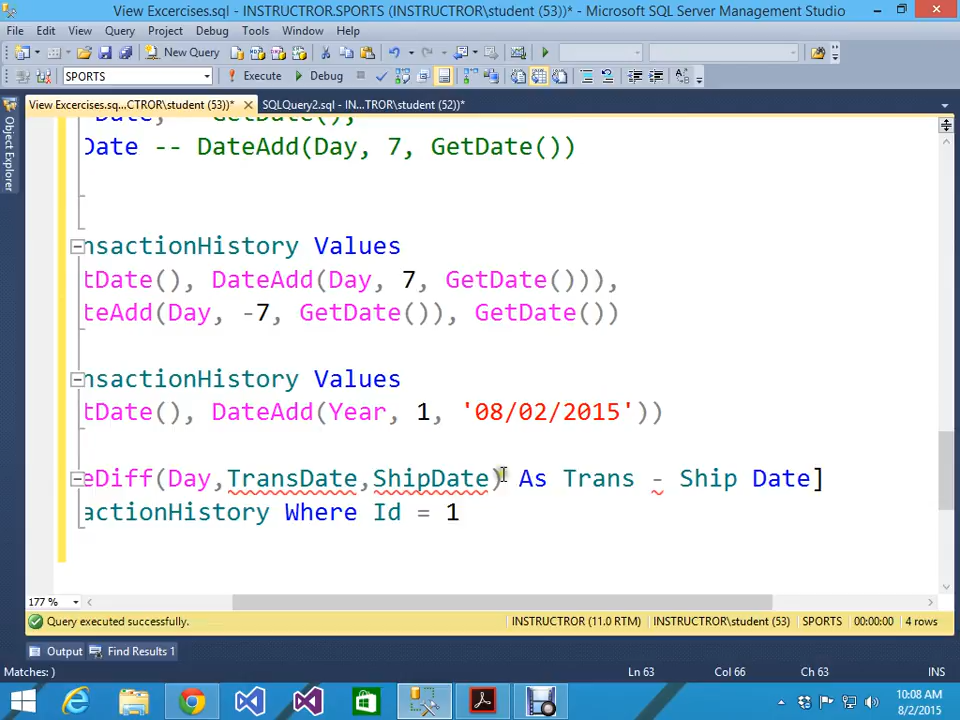 View Excercises.sql - INSTRUCTROR.SPORTS (INSTRUCTOR\student (53))* - Microsoft SQL Server Management Studio
File Edit View Query Project Debug Tools Window Help
New Query
SPORTS Execute Debug
View Excercises.sq...CTROR\student (53))* SQLQuery2.sql - IN...TROR\student (52))*
Object Explorer
Date, GetDate(),
Date -- DateAdd(Day, 7, GetDate())
nsactionHistory Values
tDate(), DateAdd(Day, 7, GetDate())),
teAdd(Day, -7, GetDate()), GetDate())
nsactionHistory Values
tDate(), DateAdd(Year, 1, '08/02/2015'))
eDiff(Day,TransDate,ShipDate) As Trans - Ship Date]
actionHistory Where Id = 1
177 %
Query executed successfully. INSTRUCTROR (11.0 RTM) INSTRUCTROR\student (53) SPORTS 00:00:00 4 rows
Output Find Results 1
Matches: ) Ln 63 Col 66 Ch 63 INS
10:08 AM
8/2/2015